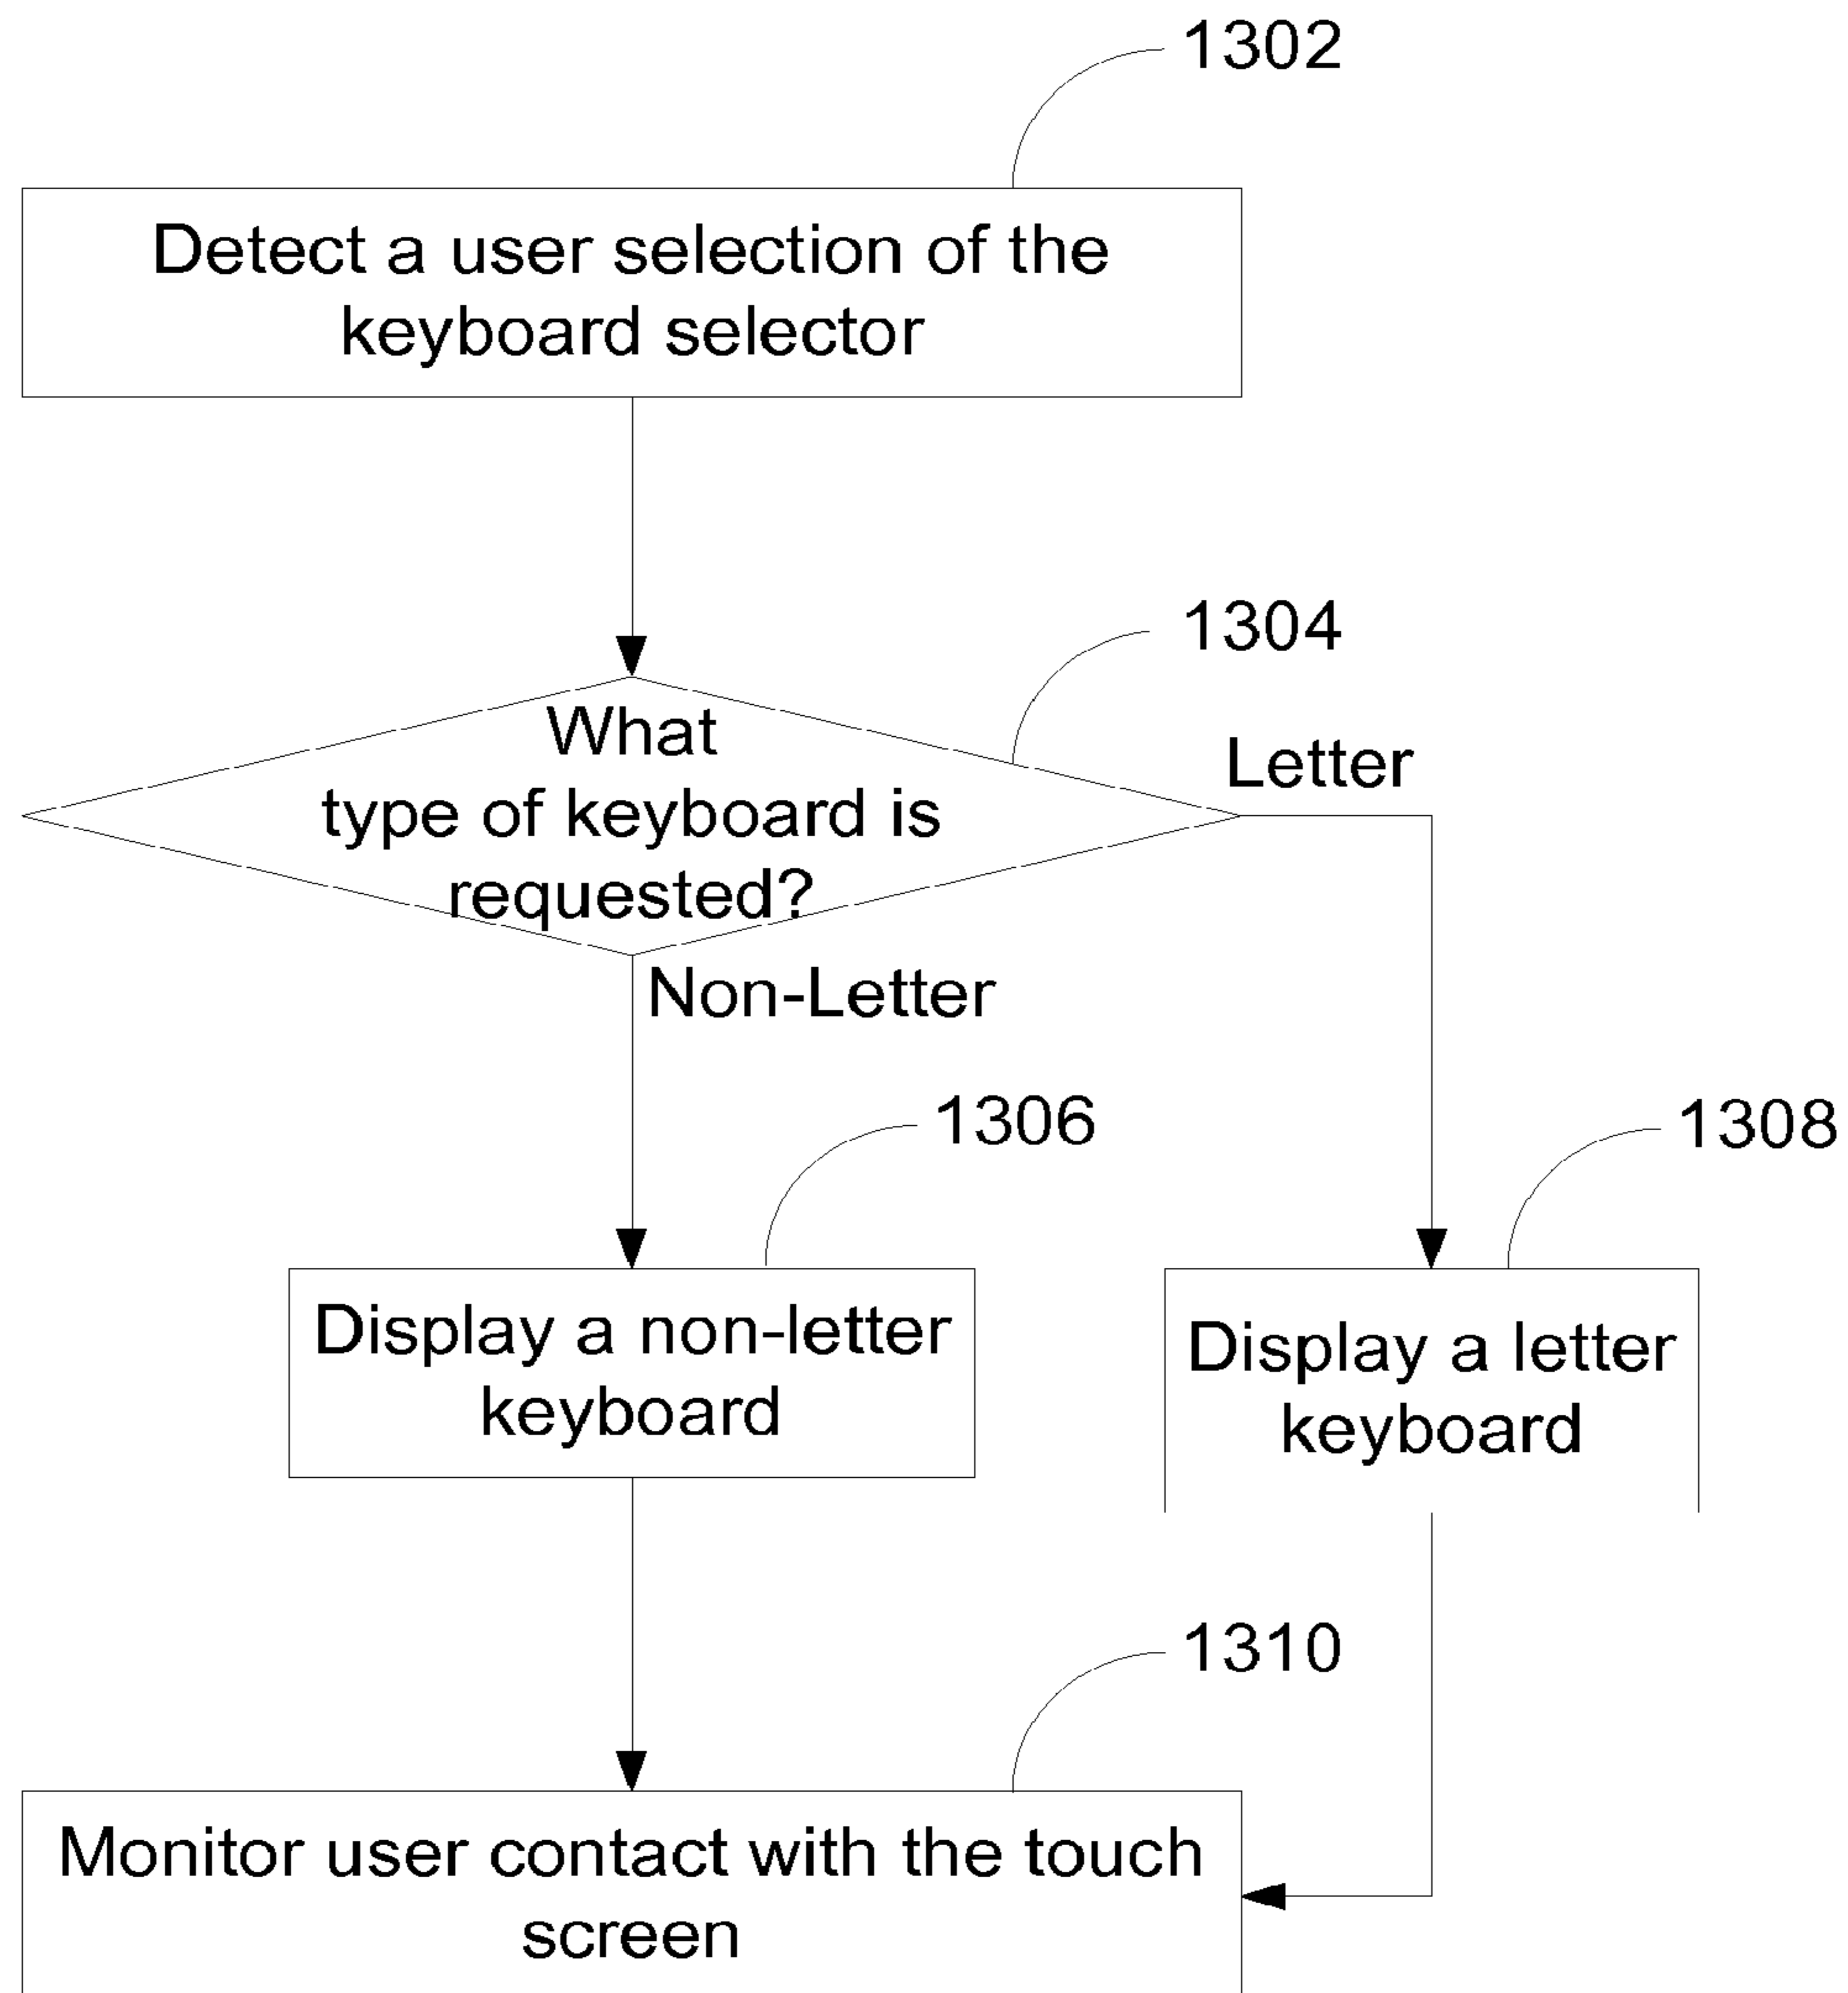 1302
Detect a user selection of the
keyboard selector
1304
What
type of keyboard is
requested?
Letter
Non-Letter
1306
1308
Display a non-letter
keyboard
Display a letter
keyboard
1310
Monitor user contact with the touch
screen